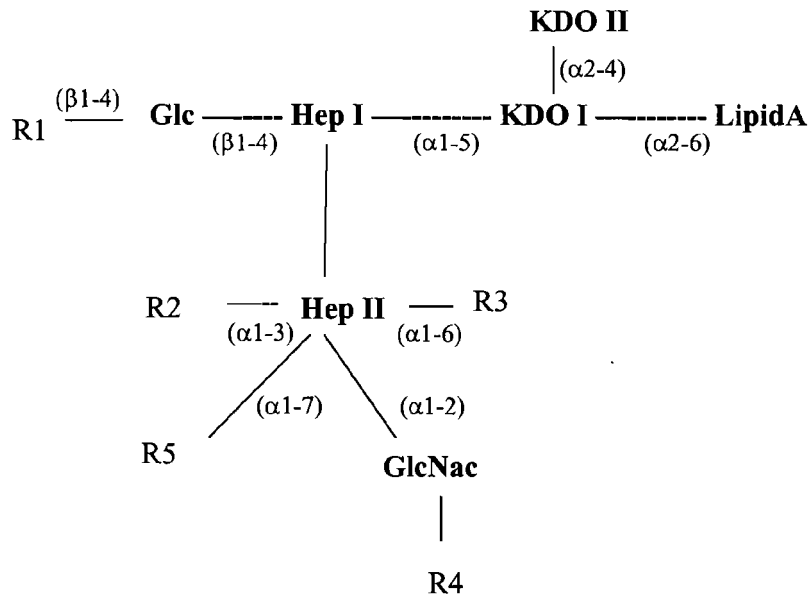 KDO II
(α2-4)
(β1-4)
R1 Glc Hep I KDO I LipidA
(β1-4) (α1-5) (α2-6)
R2 Hep II R3
(α1-3) (α1-6)
(α1-7) (α1-2)
R5 GlcNac
R4